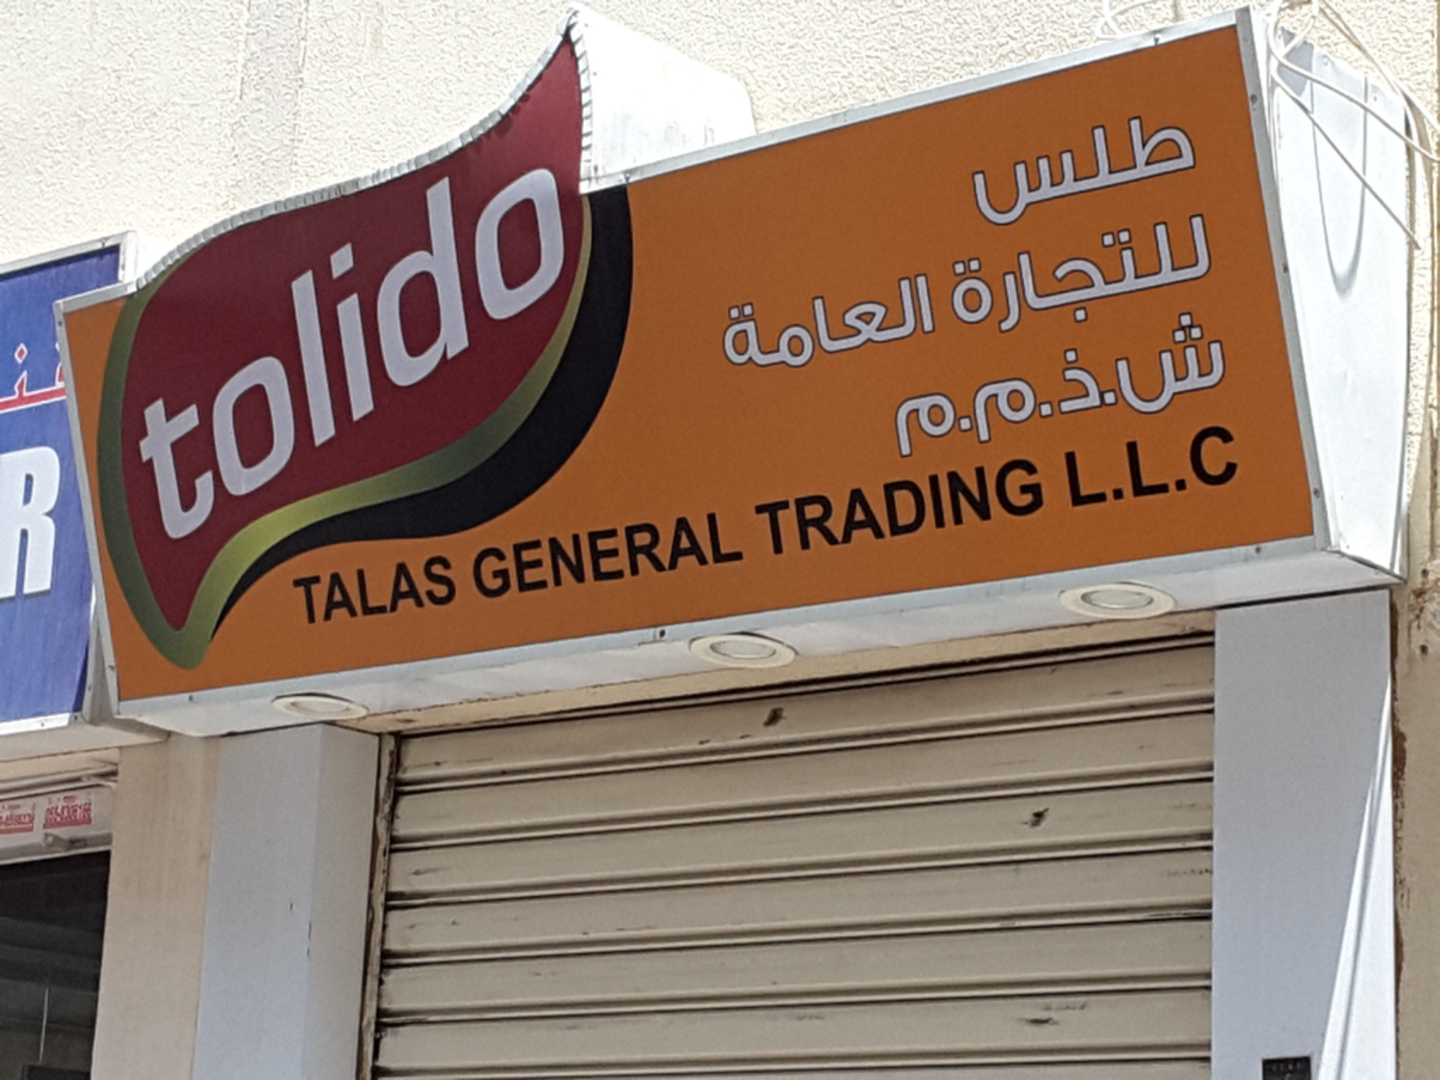 tolido
طلس
للتجارة العامة
ش.ذ.م.م
TALAS GENERAL TRADING L.L.C
R